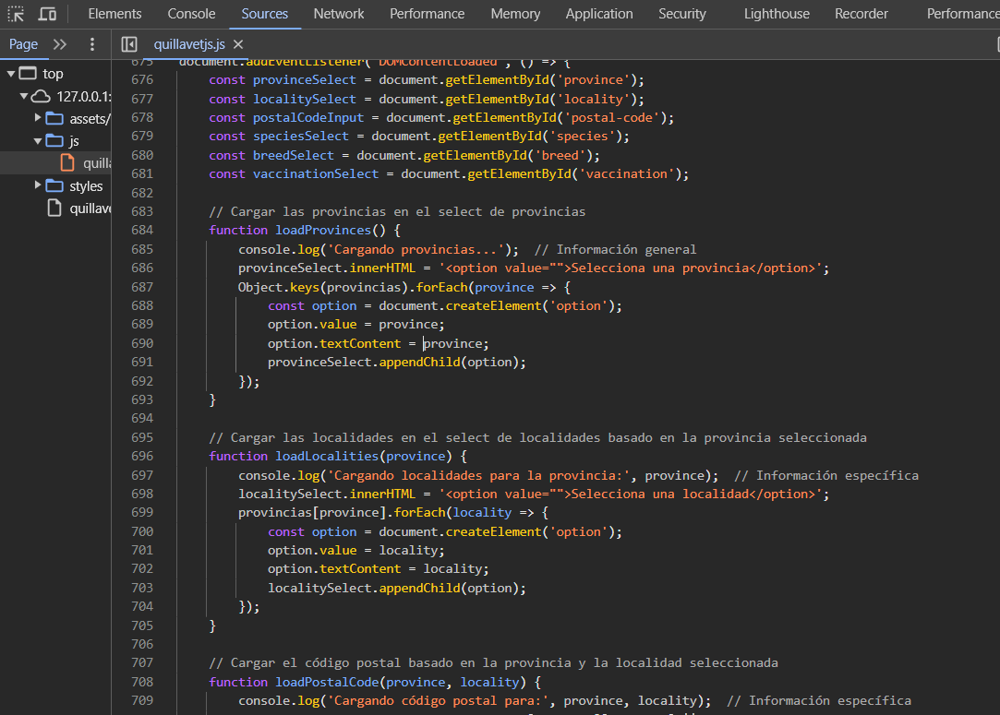 Elements Console Sources Network Performance Memory Application Security Lighthouse Recorder Performance
Page quillavetjs.js
top
127.0.0.1:
assets/
js
quilla
styles
quillave
675 document.addEventListener('DOMContentLoaded', () => {
676 const provinceSelect = document.getElementById('province');
677 const localitySelect = document.getElementById('locality');
678 const postalCodeInput = document.getElementById('postal-code');
679 const speciesSelect = document.getElementById('species');
680 const breedSelect = document.getElementById('breed');
681 const vaccinationSelect = document.getElementById('vaccination');
682
683 // Cargar las provincias en el select de provincias
684 function loadProvinces() {
685 console.log('Cargando provincias...');  // Información general
686 provinceSelect.innerHTML = '<option value="">Selecciona una provincia</option>';
687 Object.keys(provincias).forEach(province => {
688 const option = document.createElement('option');
689 option.value = province;
690 option.textContent = province;
691 provinceSelect.appendChild(option);
692 });
693 }
694
695 // Cargar las localidades en el select de localidades basado en la provincia seleccionada
696 function loadLocalities(province) {
697 console.log('Cargando localidades para la provincia:', province);  // Información específica
698 localitySelect.innerHTML = '<option value="">Selecciona una localidad</option>';
699 provincias[province].forEach(locality => {
700 const option = document.createElement('option');
701 option.value = locality;
702 option.textContent = locality;
703 localitySelect.appendChild(option);
704 });
705 }
706
707 // Cargar el código postal basado en la provincia y la localidad seleccionada
708 function loadPostalCode(province, locality) {
709 console.log('Cargando código postal para:', province, locality);  // Información específica